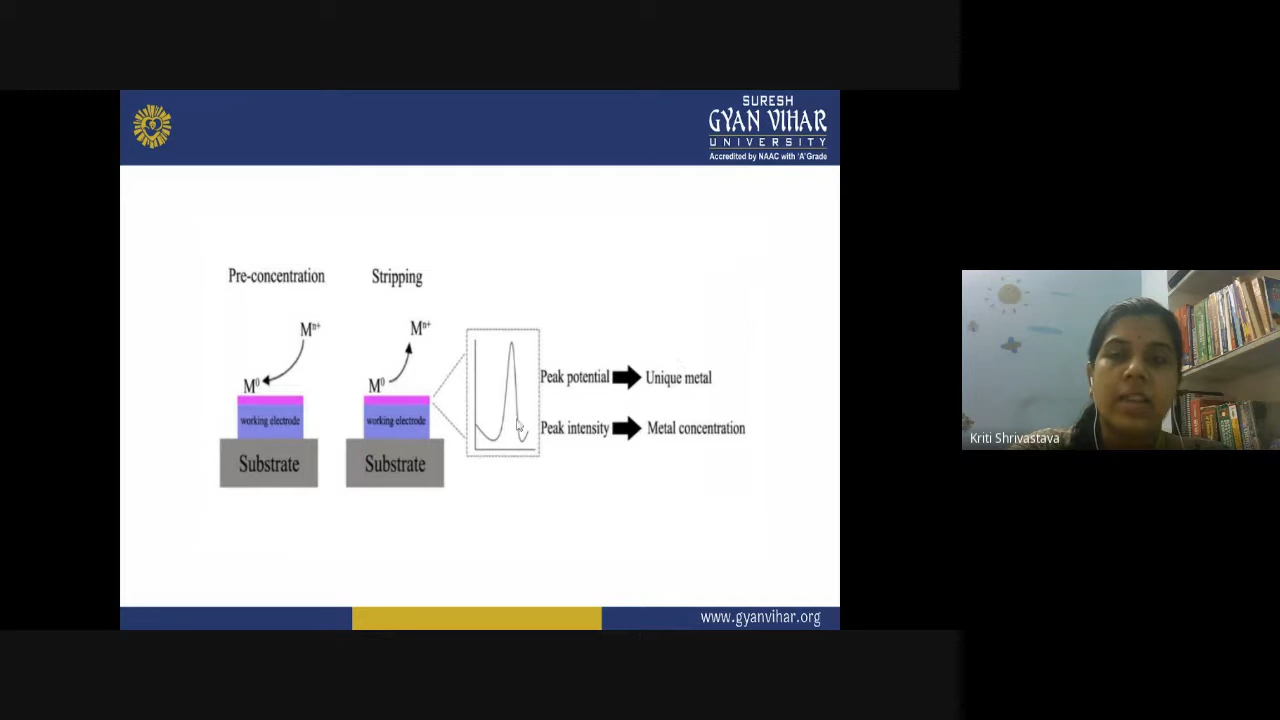 SURESH
GYAN VIHAR
UNIVERSITY
Accredited by NAAC with 'A' Grade
Pre-concentration
Stripping
Mⁿ⁺
Mⁿ⁺
M⁰
M⁰
working electrode
working electrode
Substrate
Substrate
Peak potential
Unique metal
Peak intensity
Metal concentration
Kriti Shrivastava
www.gyanvihar.org